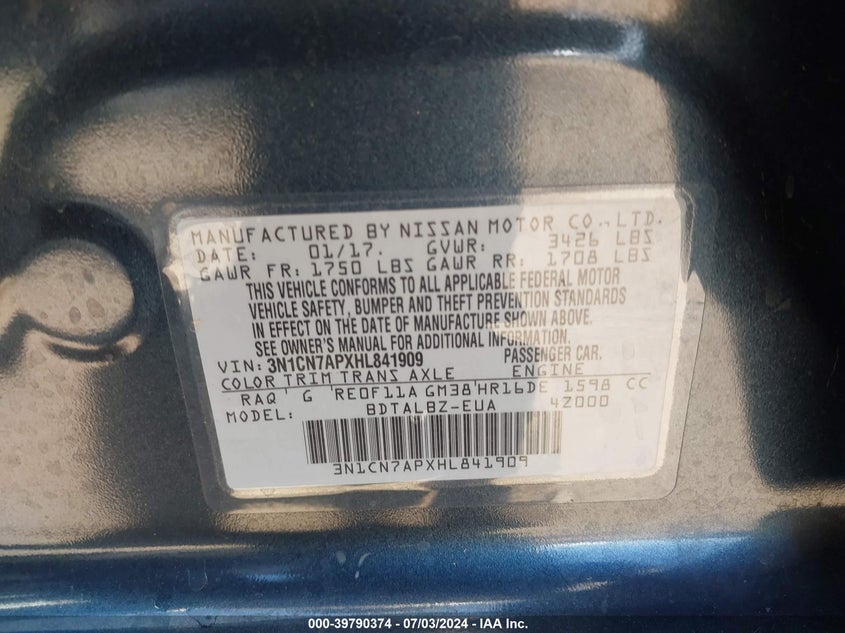 MANUFACTURED BY NISSAN MOTOR CO., LTD.
DATE: 01/17. GVWR: 3426 LBS
GAWR FR: 1750 LBS GAWR RR: 1708 LBS
THIS VEHICLE CONFORMS TO ALL APPLICABLE FEDERAL MOTOR
VEHICLE SAFETY, BUMPER AND THEFT PREVENTION STANDARDS
IN EFFECT ON THE DATE OF MANUFACTURE SHOWN ABOVE.
SEE OWNER'S MANUAL FOR ADDITIONAL INFORMATION.
VIN: 3N1CN7APXHL841909 PASSENGER CAR.
COLOR TRIM TRANS AXLE ENGINE
RAQ G RE0F11A GM38 HR16DE 1598 CC
MODEL: BDTALBZ-EUA 4Z000
3N1CN7APXHL841909
000-39790374 / 07/03/2024 - IAA Inc.